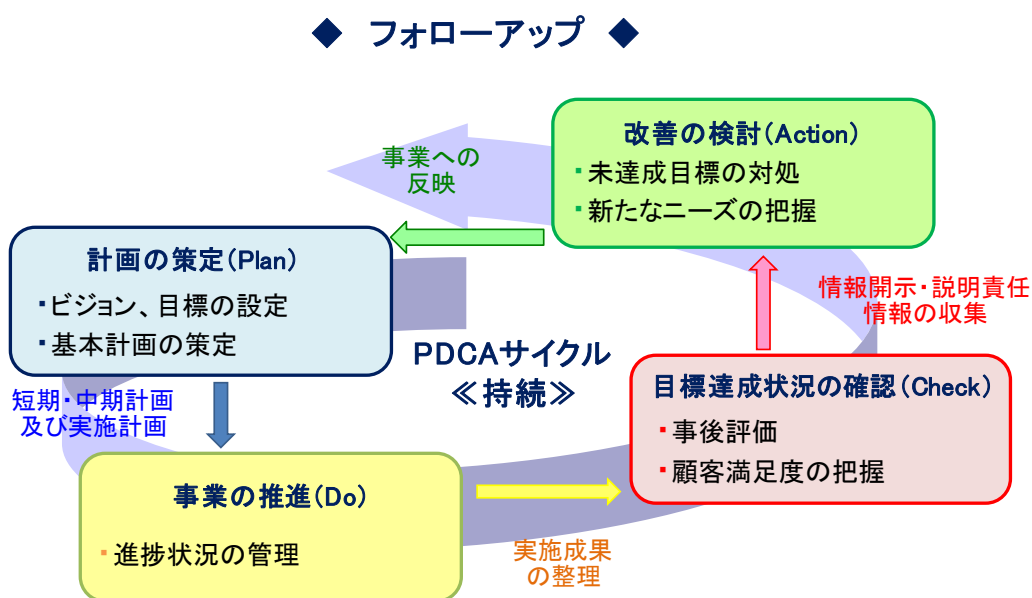 ◆ フォローアップ ◆
改善の検討(Action)
・未達成目標の対処
・新たなニーズの把握
事業への
反映
計画の策定(Plan)
・ビジョン、目標の設定
・基本計画の策定
情報開示・説明責任
情報の収集
PDCAサイクル
≪持続≫
目標達成状況の確認(Check)
・事後評価
・顧客満足度の把握
短期・中期計画
及び実施計画
事業の推進(Do)
・進捗状況の管理
実施成果
の整理